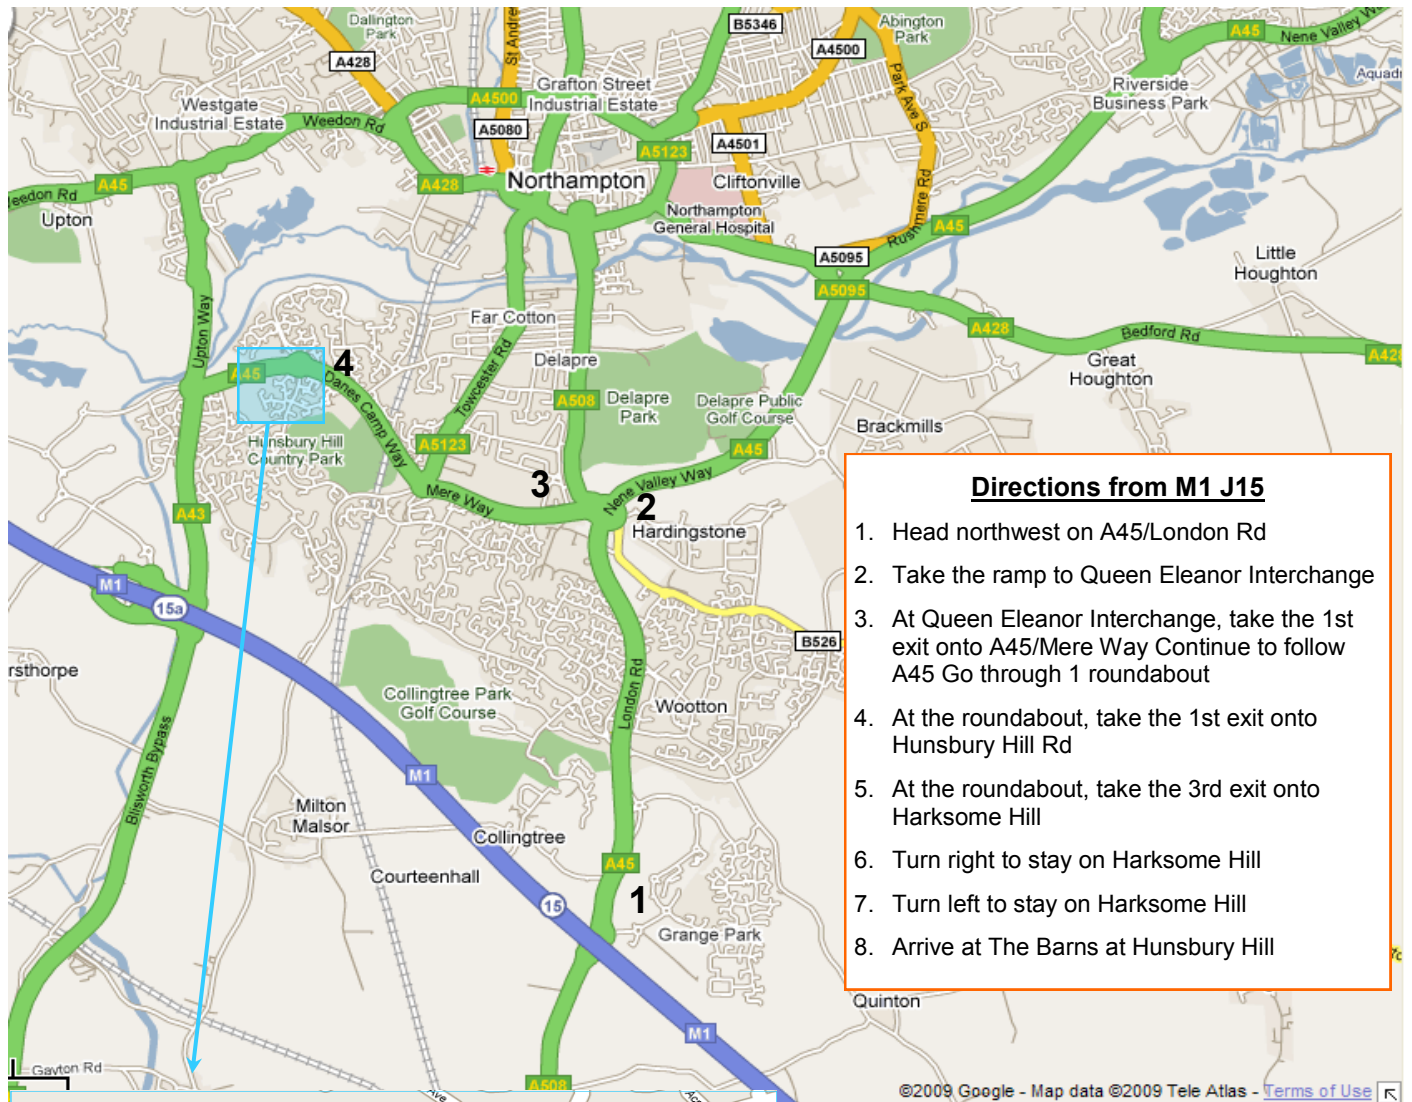 Dallington
Park
St Andre
B5346
Abington
Park
A45
Nene Valley Way
A4500
A428
Aquadr
Grafton Street
Industrial Estate
Riverside
Business Park
Westgate
Industrial Estate
Weedon Rd
A4500
A5080
Park Ave S
A5123
A4501
Northampton
Cliftonville
A45
A428
eedon Rd
Upton
Northampton
General Hospital
Rushmere Rd
A45
A5095
Little
Houghton
A5095
Upton Way
Far Cotton
A428
Bedford Rd
A428
Towcester Rd
Delapre
Great
Houghton
4
A45
Danes Camp Way
A508
Delapre
Park
Delapre Public
Golf Course
Brackmills
Hunsbury Hill
Country Park
A5123
A45
Nene Valley Way
Mere Way
3
2
Hardingstone
A43
M1
15a
B526
rsthorpe
Collingtree Park
Golf Course
London Rd
Wootton
Blisworth Bypass
M1
Milton
Malsor
Collingtree
Courteenhall
A45
15
1
Grange Park
Quinton
M1
Gayton Rd
A508
Ave
Directions from M1 J15
1. Head northwest on A45/London Rd
2. Take the ramp to Queen Eleanor Interchange
3. At Queen Eleanor Interchange, take the 1st
exit onto A45/Mere Way Continue to follow
A45 Go through 1 roundabout
4. At the roundabout, take the 1st exit onto
Hunsbury Hill Rd
5. At the roundabout, take the 3rd exit onto
Harksome Hill
6. Turn right to stay on Harksome Hill
7. Turn left to stay on Harksome Hill
8. Arrive at The Barns at Hunsbury Hill
©2009 Google - Map data ©2009 Tele Atlas - Terms of Use